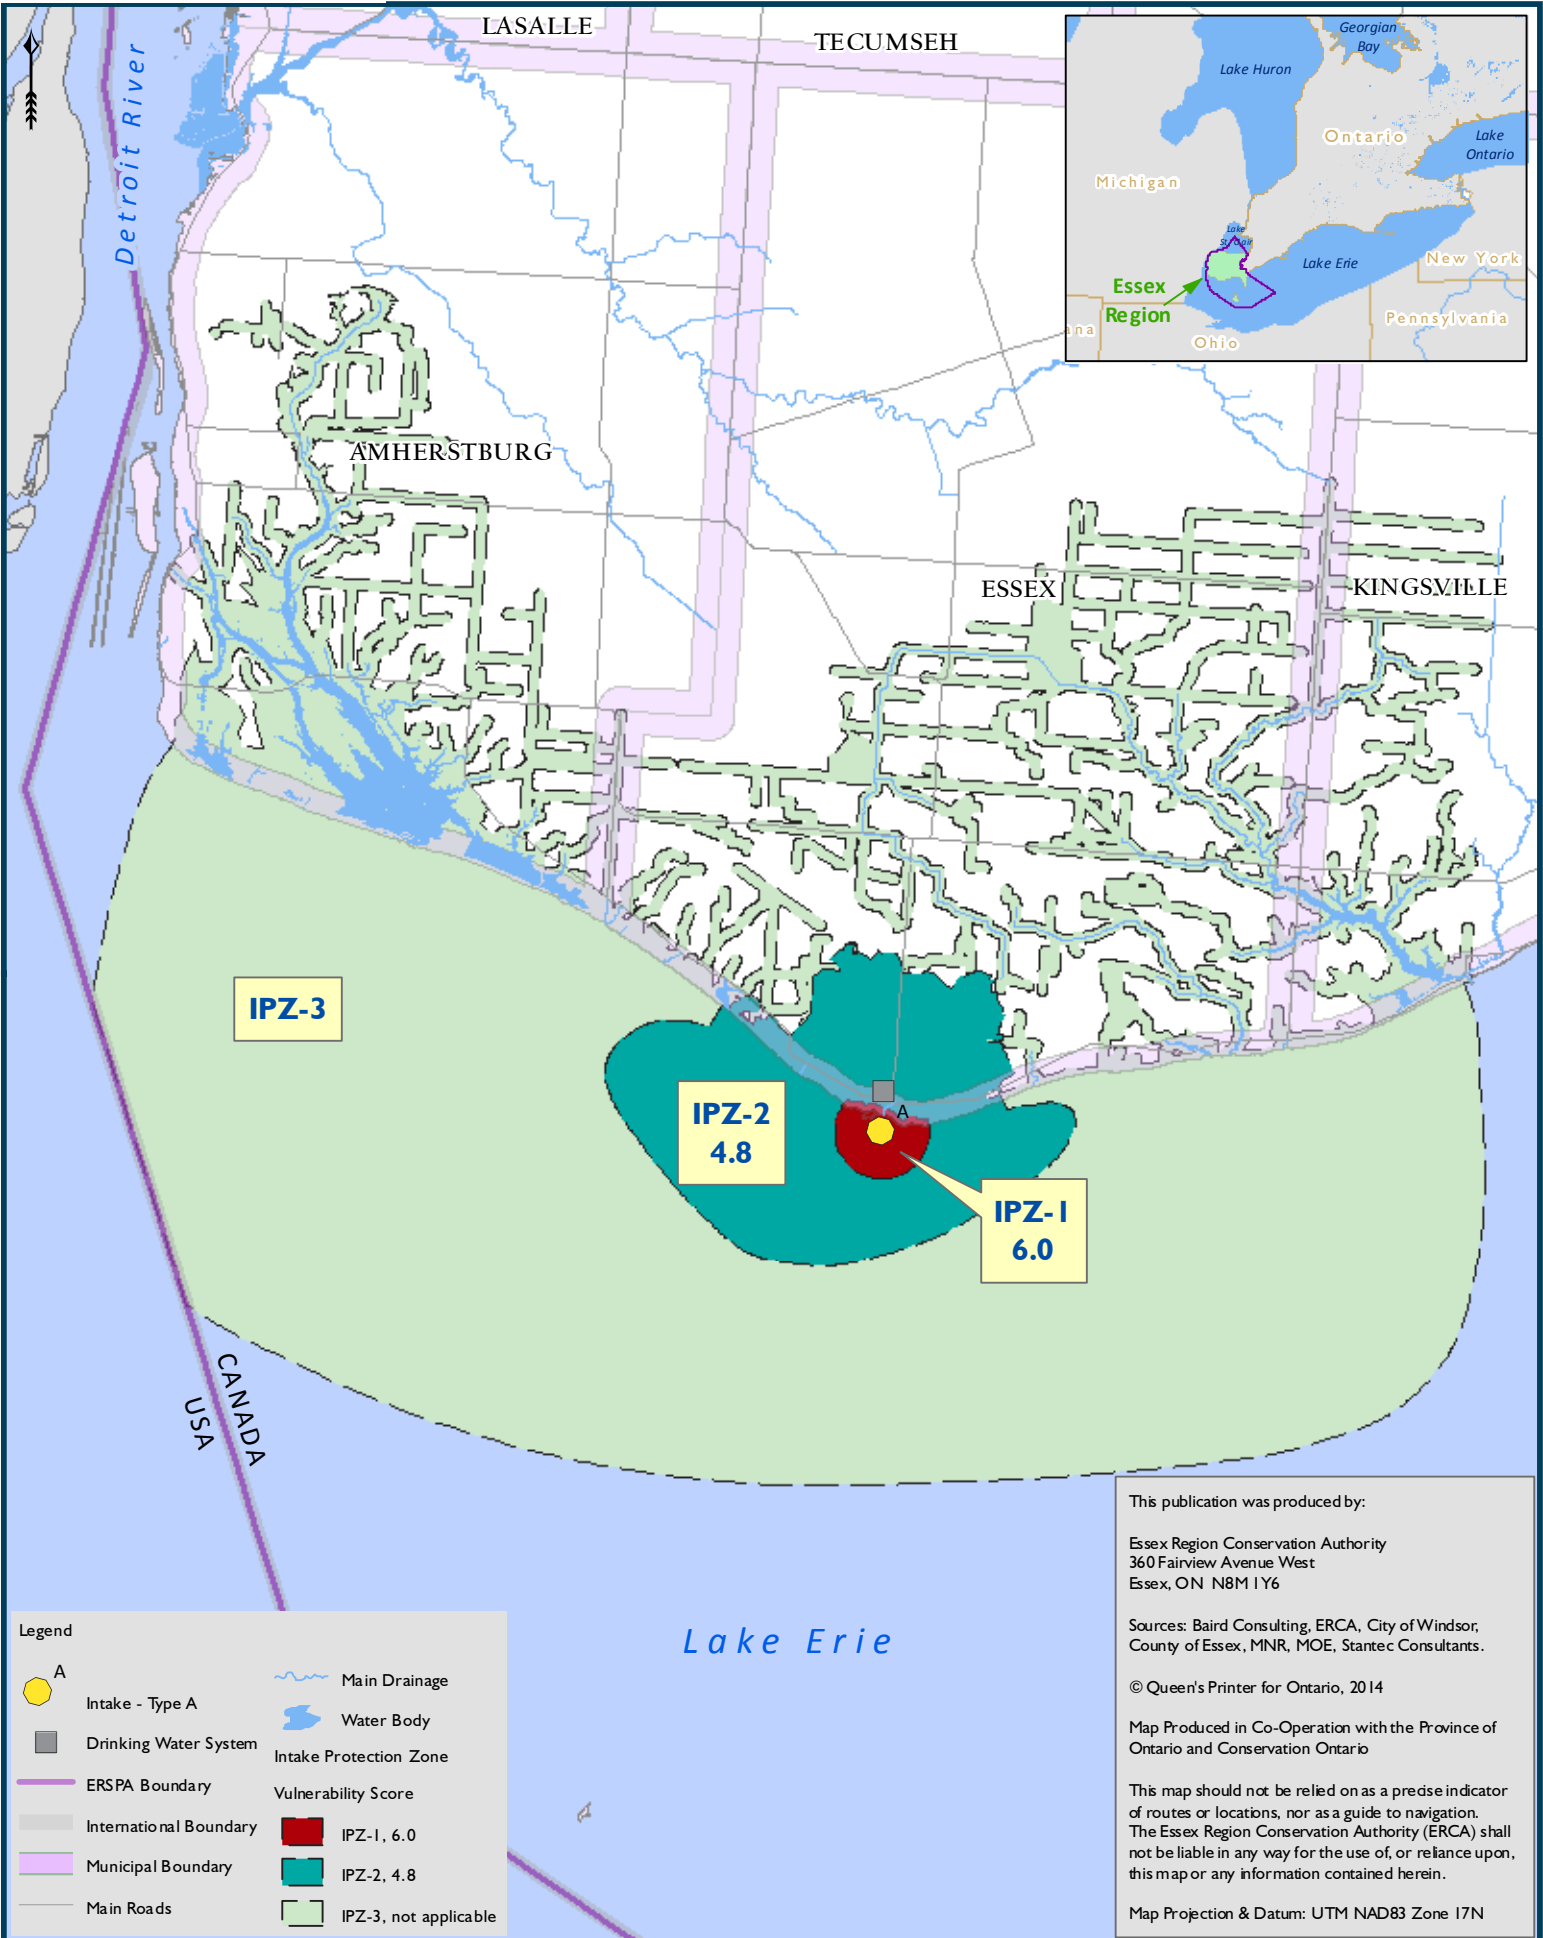 LASALLE
TECUMSEH
Detroit River
AMHERSTBURG
ESSEX
KINGSVILLE
Georgian
Bay
Lake Huron
Ontario
Lake
Ontario
Michigan
Lake
St. Clair
Lake Erie
New York
Essex
Region
Pennsylvania
ana
Ohio
IPZ-3
IPZ-2
4.8
A
IPZ-1
6.0
CANADA
USA
Lake Erie
Legend
A
Intake - Type A
Drinking Water System
ERSPA Boundary
International Boundary
Municipal Boundary
Main Roads
Main Drainage
Water Body
Intake Protection Zone
Vulnerability Score
IPZ-1, 6.0
IPZ-2, 4.8
IPZ-3, not applicable
This publication was produced by:
Essex Region Conservation Authority
360 Fairview Avenue West
Essex, ON N8M 1Y6
Sources: Baird Consulting, ERCA, City of Windsor,
County of Essex, MNR, MOE, Stantec Consultants.
© Queen's Printer for Ontario, 2014
Map Produced in Co-Operation with the Province of
Ontario and Conservation Ontario
This map should not be relied on as a precise indicator
of routes or locations, nor as a guide to navigation.
The Essex Region Conservation Authority (ERCA) shall
not be liable in any way for the use of, or reliance upon,
this map or any information contained herein.
Map Projection & Datum: UTM NAD83 Zone 17N